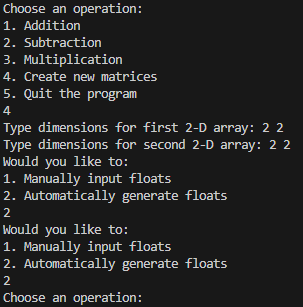 Choose an operation:
1. Addition
2. Subtraction
3. Multiplication
4. Create new matrices
5. Quit the program
4
Type dimensions for first 2-D array: 2 2
Type dimensions for second 2-D array: 2 2
Would you like to:
1. Manually input floats
2. Automatically generate floats
2
Would you like to:
1. Manually input floats
2. Automatically generate floats
2
Choose an operation: